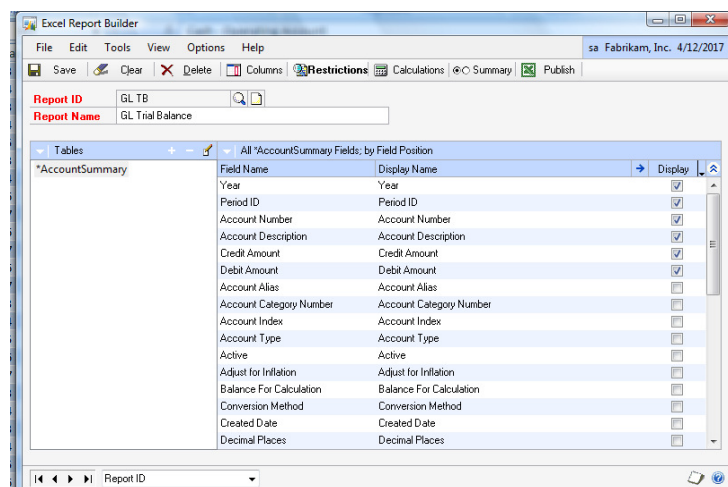 Excel Report Builder
File Edit Tools View Options Help sa Fabrikam, Inc. 4/12/2017
Save Clear Delete Columns Restrictions Calculations Summary Publish
Report ID GL TB
Report Name GL Trial Balance
Tables All *AccountSummary Fields; by Field Position
*AccountSummary Field Name Display Name Display
Year Year
Period ID Period ID
Account Number Account Number
Account Description Account Description
Credit Amount Credit Amount
Debit Amount Debit Amount
Account Alias Account Alias
Account Category Number Account Category Number
Account Index Account Index
Account Type Account Type
Active Active
Adjust for Inflation Adjust for Inflation
Balance For Calculation Balance For Calculation
Conversion Method Conversion Method
Created Date Created Date
Decimal Places Decimal Places
Report ID